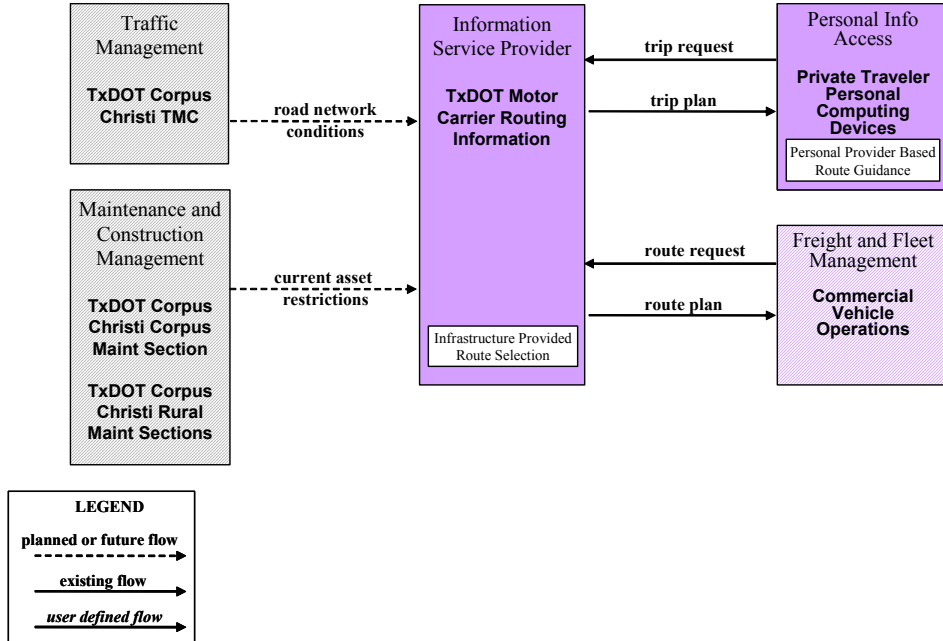 Traffic
Management
TxDOT Corpus
Christi TMC
road network
conditions
Information
Service Provider
TxDOT Motor
Carrier Routing
Information
Infrastructure Provided
Route Selection
trip request
trip plan
Personal Info
Access
Private Traveler
Personal
Computing
Devices
Personal Provider Based
Route Guidance
Maintenance and
Construction
Management
TxDOT Corpus
Christi Corpus
Maint Section
TxDOT Corpus
Christi Rural
Maint Sections
current asset
restrictions
route request
route plan
Freight and Fleet
Management
Commercial
Vehicle
Operations
LEGEND
planned or future flow
existing flow
user defined flow